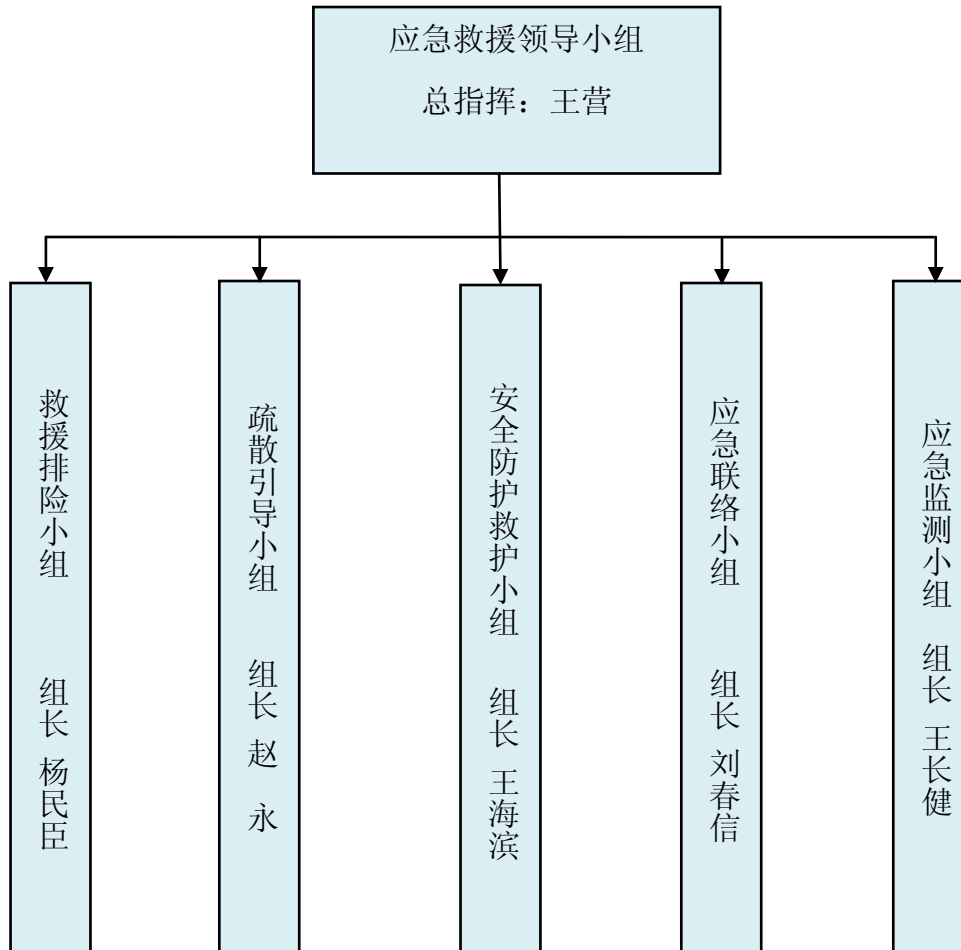 应急救援领导小组
总指挥：王营
救援排险小组 组长 杨民臣
疏散引导小组 组长 赵 永
安全防护救护小组 组长 王海滨
应急联络小组 组长 刘春信
应急监测小组 组长 王长健